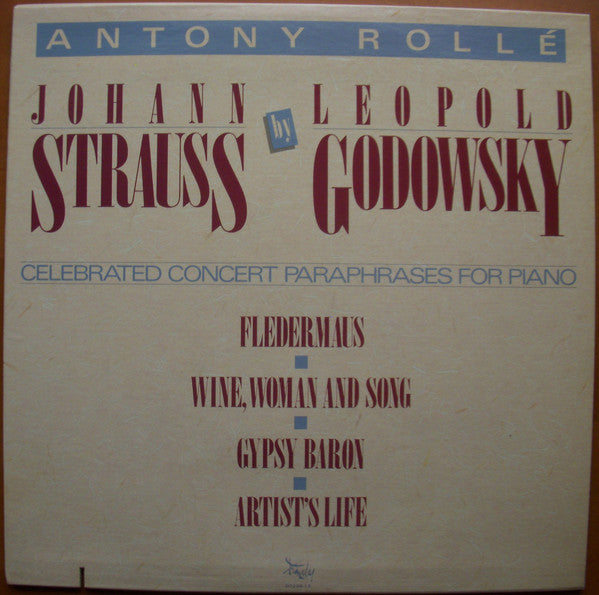 ANTONY ROLLÉ
JOHANN
STRAUSS
by
LEOPOLD
GODOWSKY
CELEBRATED CONCERT PARAPHRASES FOR PIANO
FLEDERMAUS
WINE, WOMAN AND SONG
GYPSY BARON
ARTIST'S LIFE